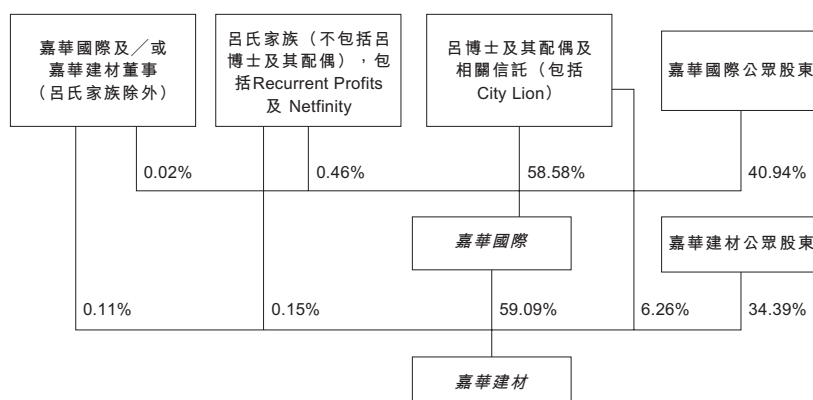 嘉華國際及／或
嘉華建材董事
（呂氏家族除外）
呂氏家族（不包括呂
博士及其配偶），包
括Recurrent Profits
及 Netfinity
呂博士及其配偶及
相關信託（包括
City Lion）
嘉華國際公眾股東
0.02%
0.46%
58.58%
40.94%
嘉華國際
嘉華建材公眾股東
0.11%
0.15%
59.09%
6.26%
34.39%
嘉華建材